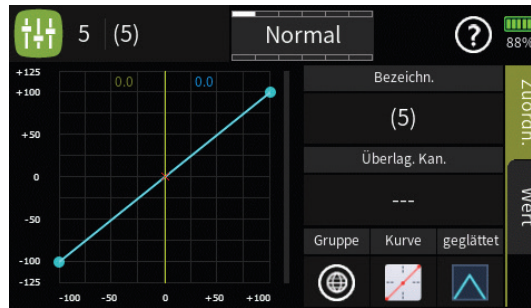 5 (5) Normal ? 88%
+125
+100
+50
0
-50
-100
-125
0.0 0.0
-100 -50 0 +50 +100
Bezeichn.
(5)
Überlag. Kan.
---
Gruppe Kurve geglättet
Zuordn.
Wert